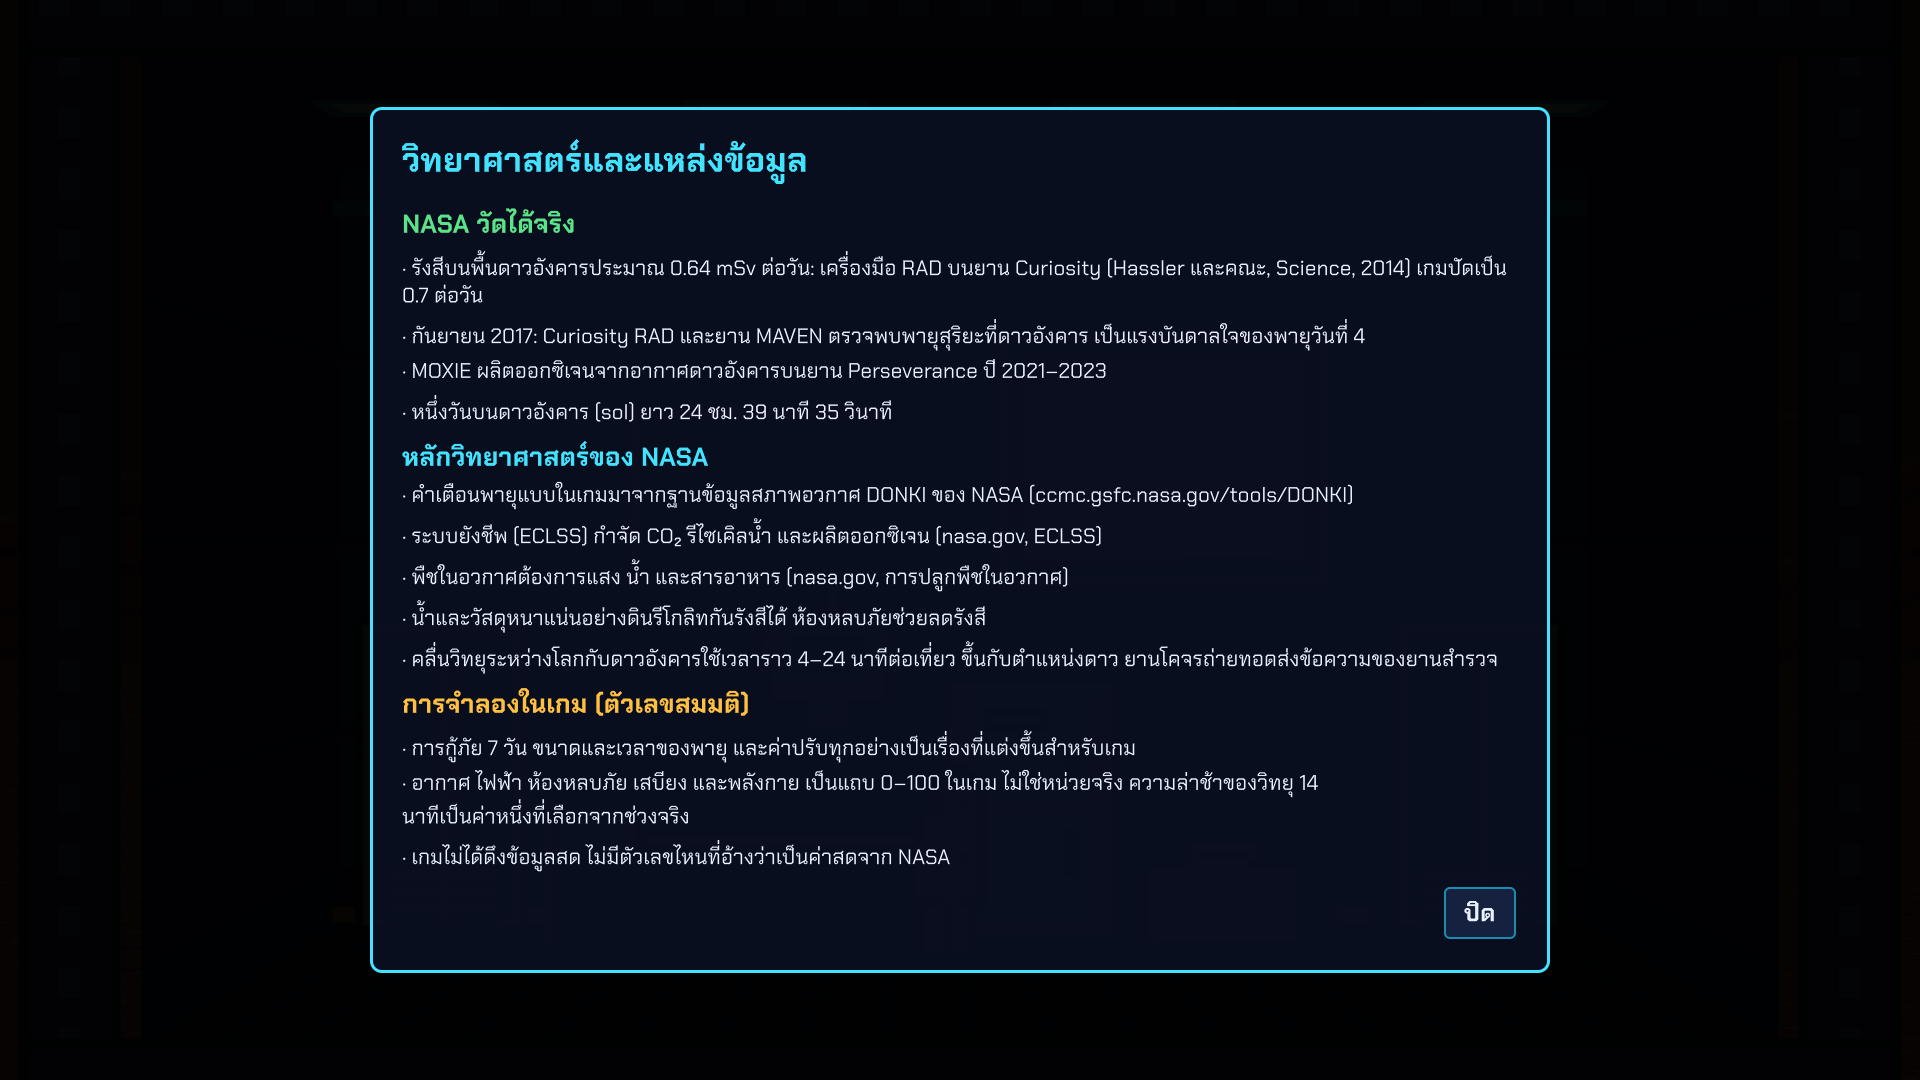 วิทยาศาสตร์และแหล่งข้อมูล
NASA วัดได้จริง
· รังสีบนพื้นดาวอังคารประมาณ 0.64 mSv ต่อวัน: เครื่องมือ RAD บนยาน Curiosity (Hassler และคณะ, Science, 2014) เกมปัดเป็น
0.7 ต่อวัน
· กันยายน 2017: Curiosity RAD และยาน MAVEN ตรวจพบพายุสุริยะที่ดาวอังคาร เป็นแรงบันดาลใจของพายุวันที่ 4
· MOXIE ผลิตออกซิเจนจากอากาศดาวอังคารบนยาน Perseverance ปี 2021–2023
· หนึ่งวันบนดาวอังคาร (sol) ยาว 24 ชม. 39 นาที 35 วินาที
หลักวิทยาศาสตร์ของ NASA
· คำเตือนพายุแบบในเกมมาจากฐานข้อมูลสภาพอวกาศ DONKI ของ NASA (ccmc.gsfc.nasa.gov/tools/DONKI)
· ระบบยังชีพ (ECLSS) กำจัด CO₂ รีไซเคิลน้ำ และผลิตออกซิเจน (nasa.gov, ECLSS)
· พืชในอวกาศต้องการแสง น้ำ และสารอาหาร (nasa.gov, การปลูกพืชในอวกาศ)
· น้ำและวัสดุหนาแน่นอย่างดินรีโกลิทกันรังสีได้ ห้องหลบภัยช่วยลดรังสี
· คลื่นวิทยุระหว่างโลกกับดาวอังคารใช้เวลาราว 4–24 นาทีต่อเที่ยว ขึ้นกับตำแหน่งดาว ยานโคจรถ่ายทอดส่งข้อความของยานสำรวจ
การจำลองในเกม (ตัวเลขสมมติ)
· การกู้ภัย 7 วัน ขนาดและเวลาของพายุ และค่าปรับทุกอย่างเป็นเรื่องที่แต่งขึ้นสำหรับเกม
· อากาศ ไฟฟ้า ห้องหลบภัย เสบียง และพลังกาย เป็นแถบ 0–100 ในเกม ไม่ใช่หน่วยจริง ความล่าช้าของวิทยุ 14
นาทีเป็นค่าหนึ่งที่เลือกจากช่วงจริง
· เกมไม่ได้ดึงข้อมูลสด ไม่มีตัวเลขไหนที่อ้างว่าเป็นค่าสดจาก NASA
ปิด